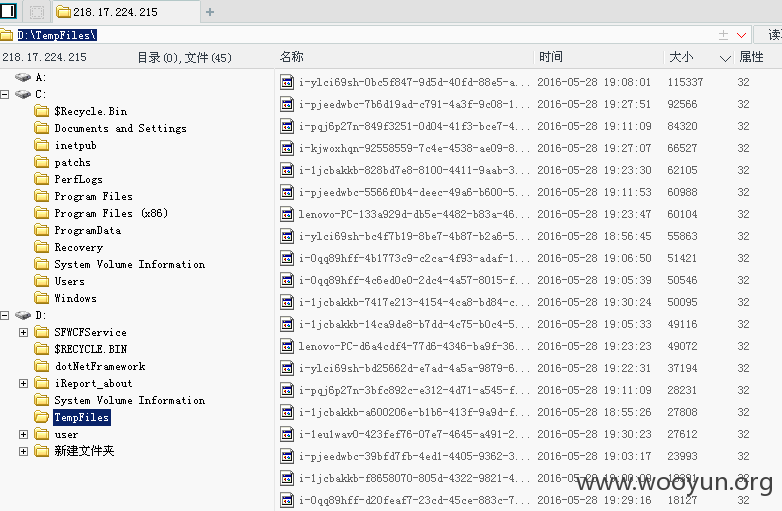 218.17.224.215
D:\TempFiles\
读
218.17.224.215 目录(0),文件(45)
名称 时间 大小 属性
A:
C:
$Recycle.Bin
Documents and Settings
inetpub
patchs
PerfLogs
Program Files
Program Files (x86)
ProgramData
Recovery
System Volume Information
Users
Windows
D:
SFWCFService
$RECYCLE.BIN
dotNetFramework
iReport_about
System Volume Information
TempFiles
user
新建文件夹
i-ylci69sh-0bc5f847-9d5d-40fd-88e5-a... 2016-05-28 19:08:01 115337 32
i-pjeedwbc-7b6d19ad-c791-4a3f-9c08-1... 2016-05-28 19:27:51 92566 32
i-pqj6p27n-849f3251-0d04-41f3-bce7-4... 2016-05-28 19:11:09 84320 32
i-kjwoxhqn-92558559-7c4e-4538-ae09-8... 2016-05-28 19:27:07 66527 32
i-1jcbakkb-828bd7e8-8100-4411-9aab-3... 2016-05-28 19:23:30 62105 32
i-pjeedwbc-5566f0b4-deec-49a6-b600-5... 2016-05-28 19:11:53 60988 32
lenovo-PC-133a929d-db5e-4482-b83a-46... 2016-05-28 19:23:47 60104 32
i-ylci69sh-bc4f7b19-8be7-4b87-b2a6-5... 2016-05-28 18:56:45 55863 32
i-0qq89hff-4b1773c9-c2ca-4f93-adaf-1... 2016-05-28 19:06:50 51421 32
i-0qq89hff-4c6ed0e0-2dc4-4a57-8015-f... 2016-05-28 19:05:39 50546 32
i-1jcbakkb-7417e213-4154-4ca8-bd84-c... 2016-05-28 19:30:24 50095 32
i-1jcbakkb-14ca9de8-b7dd-4c75-b0c4-5... 2016-05-28 19:05:33 49116 32
lenovo-PC-d6a4cdf4-77d6-4346-ba9f-36... 2016-05-28 19:23:23 49072 32
i-ylci69sh-bd25662d-e7ad-4a5a-9879-6... 2016-05-28 19:22:31 37194 32
i-pqj6p27n-3bfc892c-e312-4d71-a545-f... 2016-05-28 19:11:09 28231 32
i-1jcbakkb-a600206e-b1b6-413f-9a9d-f... 2016-05-28 18:55:26 27808 32
i-1eu1wav0-423fef76-07e7-4645-a491-2... 2016-05-28 19:30:23 27612 32
i-pjeedwbc-39bfd7fb-4ed1-4405-9362-3... 2016-05-28 19:03:17 23993 32
i-1jcbakkb-f8658070-805d-4322-9821-4... 2016-05-28 32
i-0qq89hff-d20feaf7-23cd-45ce-883c-7... 2016-05-28 19:29:16 18127 32
www.wooyun.org